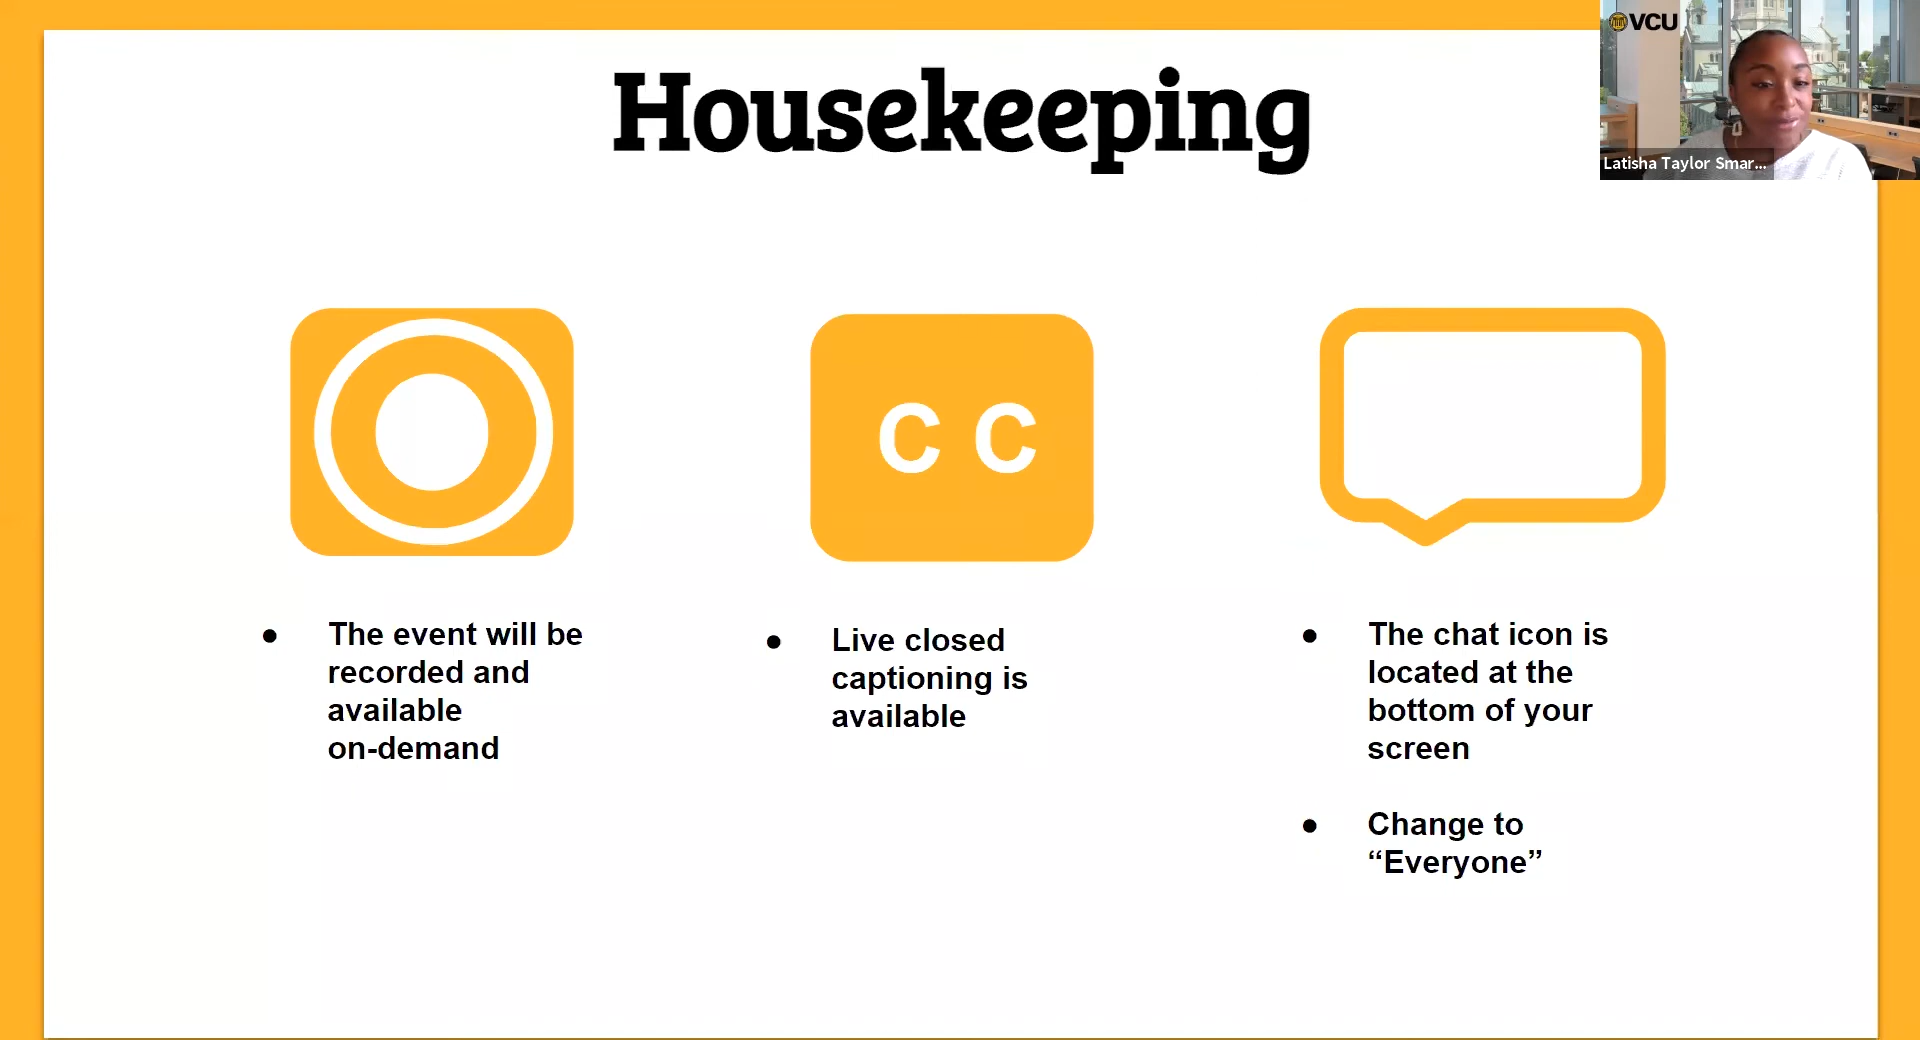 Housekeeping
VCU
Latisha Taylor Smar...
C C
● The event will be
recorded and
available
on-demand
● Live closed
captioning is
available
● The chat icon is
located at the
bottom of your
screen
● Change to
“Everyone”